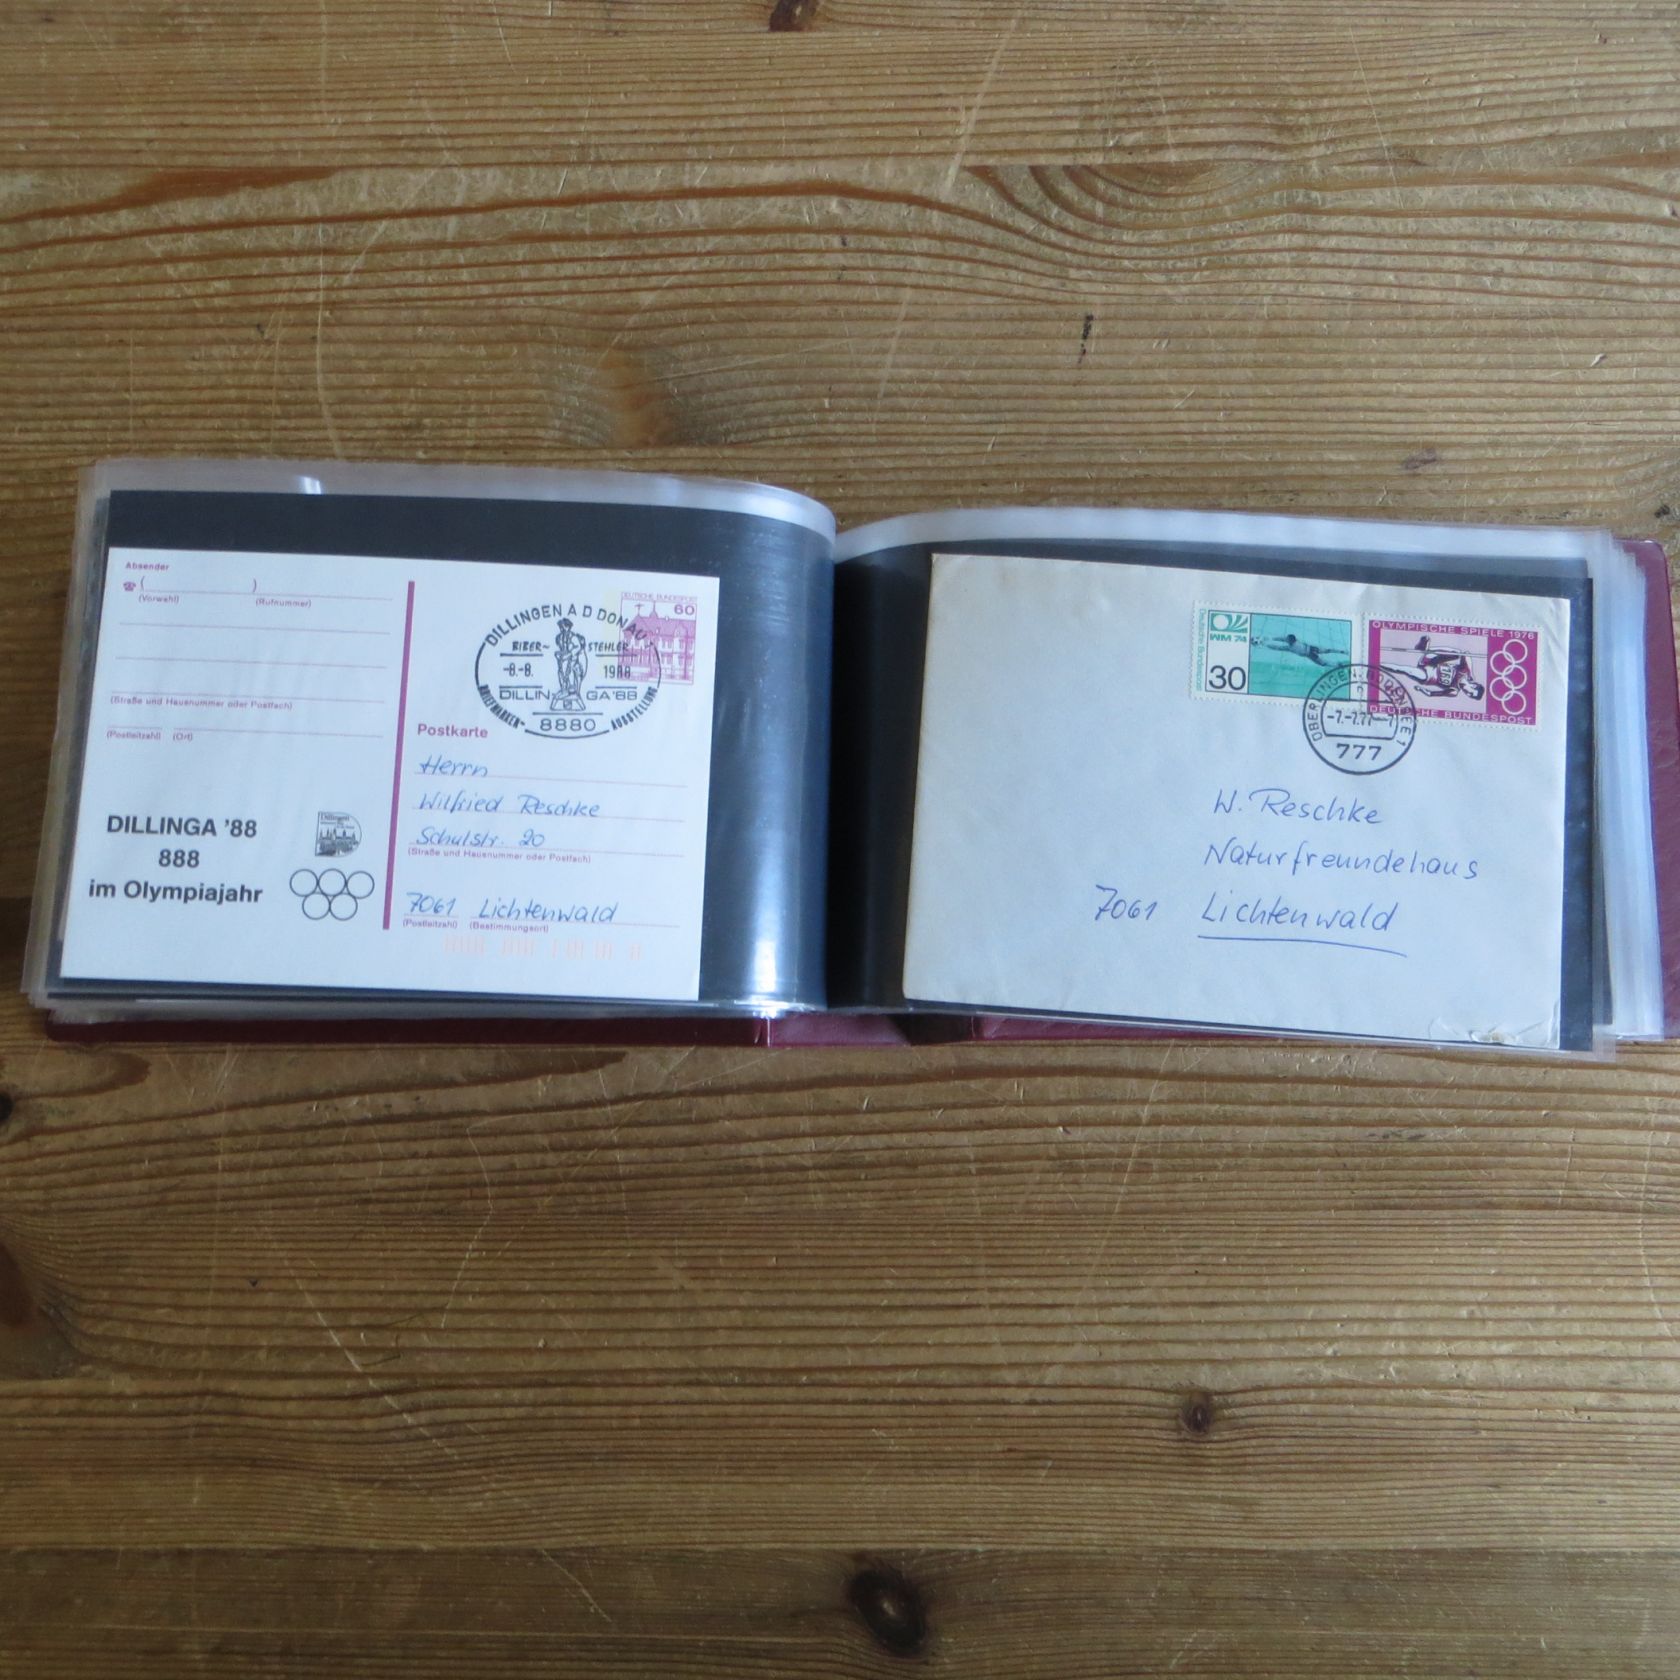 Absender
( )
(Vorwahl) (Rufnummer)
(Straße und Hausnummer oder Postfach)
(Postleitzahl) (Ort)
DILLINGA '88
888
im Olympiajahr
Dillingen
DEUTSCHE BUNDESPOST
60
DILLINGEN A D DONAU
BIBER- STEHLER
-8.-8. 1988
DILLIN GA'88
BRIEFMARKEN- AUSSTELLUNG
8880
Postkarte
Herrn
Wilfried Reschke
Schulstr. 20
(Straße und Hausnummer oder Postfach)
7061 Lichtenwald
(Postleitzahl) (Bestimmungsort)
Deutsche Bundespost
WM 74
30
OLYMPISCHE SPIELE 1976
DEUTSCHE BUNDESPOST
-7.-7.77-7
777
W. Reschke
Naturfreundehaus
7061 Lichtenwald